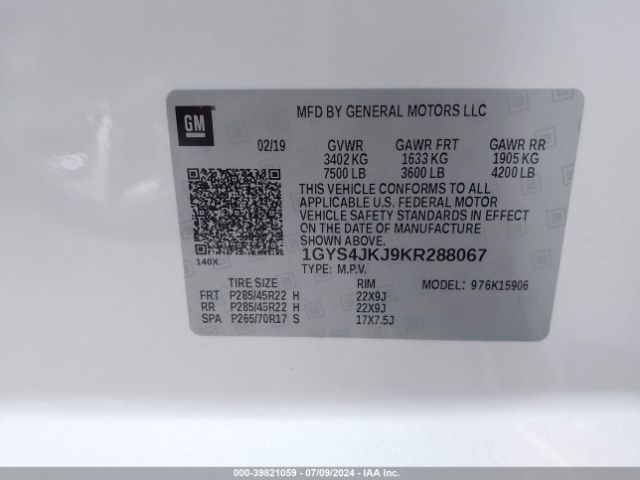 GM
MFD BY GENERAL MOTORS LLC
02/19 GVWR GAWR FRT GAWR RR
3402 KG 1633 KG 1905 KG
7500 LB 3600 LB 4200 LB
THIS VEHICLE CONFORMS TO ALL
APPLICABLE U.S. FEDERAL MOTOR
VEHICLE SAFETY STANDARDS IN EFFECT
ON THE DATE OF MANUFACTURE
SHOWN ABOVE.
140X
1GYS4JKJ9KR288067
TYPE: M.P.V.
TIRE SIZE RIM MODEL: 976K15906
FRT P285/45R22 H 22X9J
RR P285/45R22 H 22X9J
SPA P265/70R17 S 17X7.5J
000-39821059 - 07/09/2024 - IAAI.COM